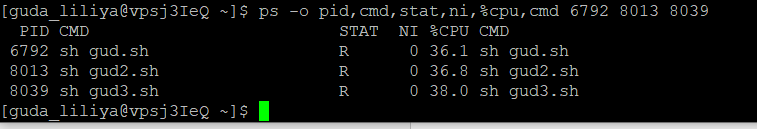 [guda_liliya@vpsj3IeQ ~]$ ps -o pid,cmd,stat,ni,%cpu,cmd 6792 8013 8039
PID CMD STAT NI %CPU CMD
6792 sh gud.sh R 0 36.1 sh gud.sh
8013 sh gud2.sh R 0 36.8 sh gud2.sh
8039 sh gud3.sh R 0 38.0 sh gud3.sh
[guda_liliya@vpsj3IeQ ~]$